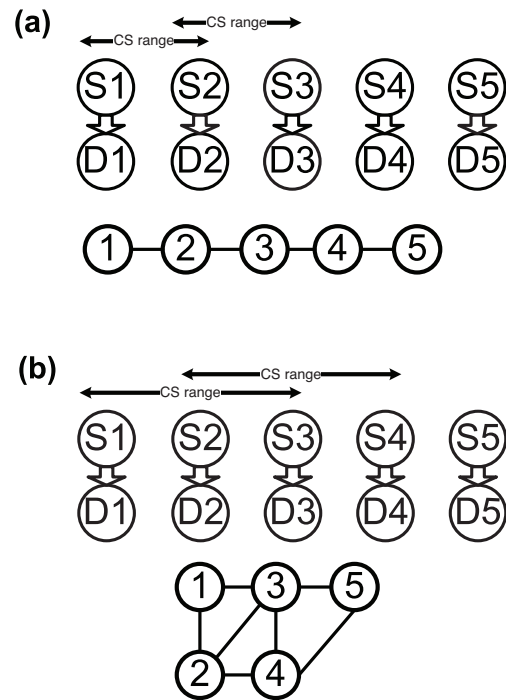 (a)
CS range
CS range
S1 S2 S3 S4 S5
D1 D2 D3 D4 D5
1 2 3 4 5
(b)
CS range
CS range
S1 S2 S3 S4 S5
D1 D2 D3 D4 D5
1 3 5
2 4